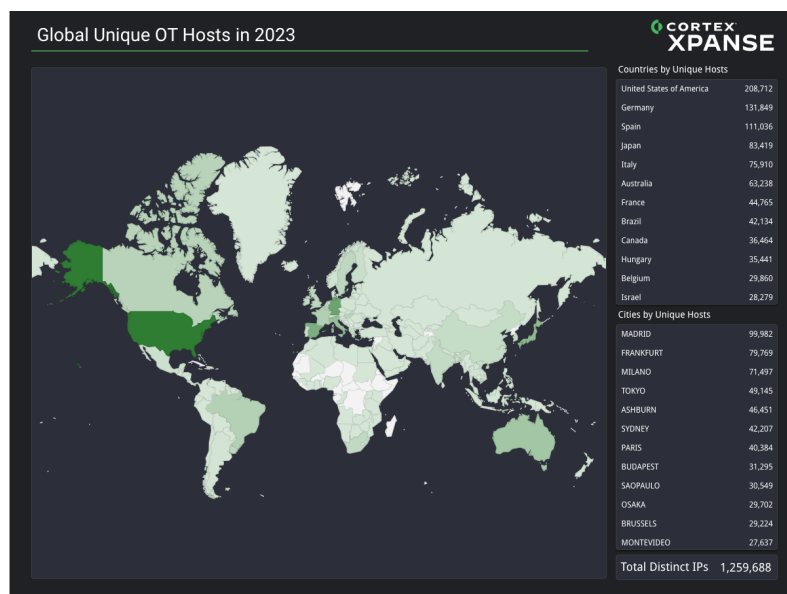 Global Unique OT Hosts in 2023
CORTEX
XPANSE
Countries by Unique Hosts
United States of America 208,712
Germany 131,849
Spain 111,036
Japan 83,419
Italy 75,910
Australia 63,238
France 44,765
Brazil 42,134
Canada 36,464
Hungary 35,441
Belgium 29,860
Israel 28,279
Cities by Unique Hosts
MADRID 99,982
FRANKFURT 79,769
MILANO 71,497
TOKYO 49,145
ASHBURN 46,451
SYDNEY 42,207
PARIS 40,384
BUDAPEST 31,295
SAOPAULO 30,549
OSAKA 29,702
BRUSSELS 29,224
MONTEVIDEO 27,637
Total Distinct IPs 1,259,688